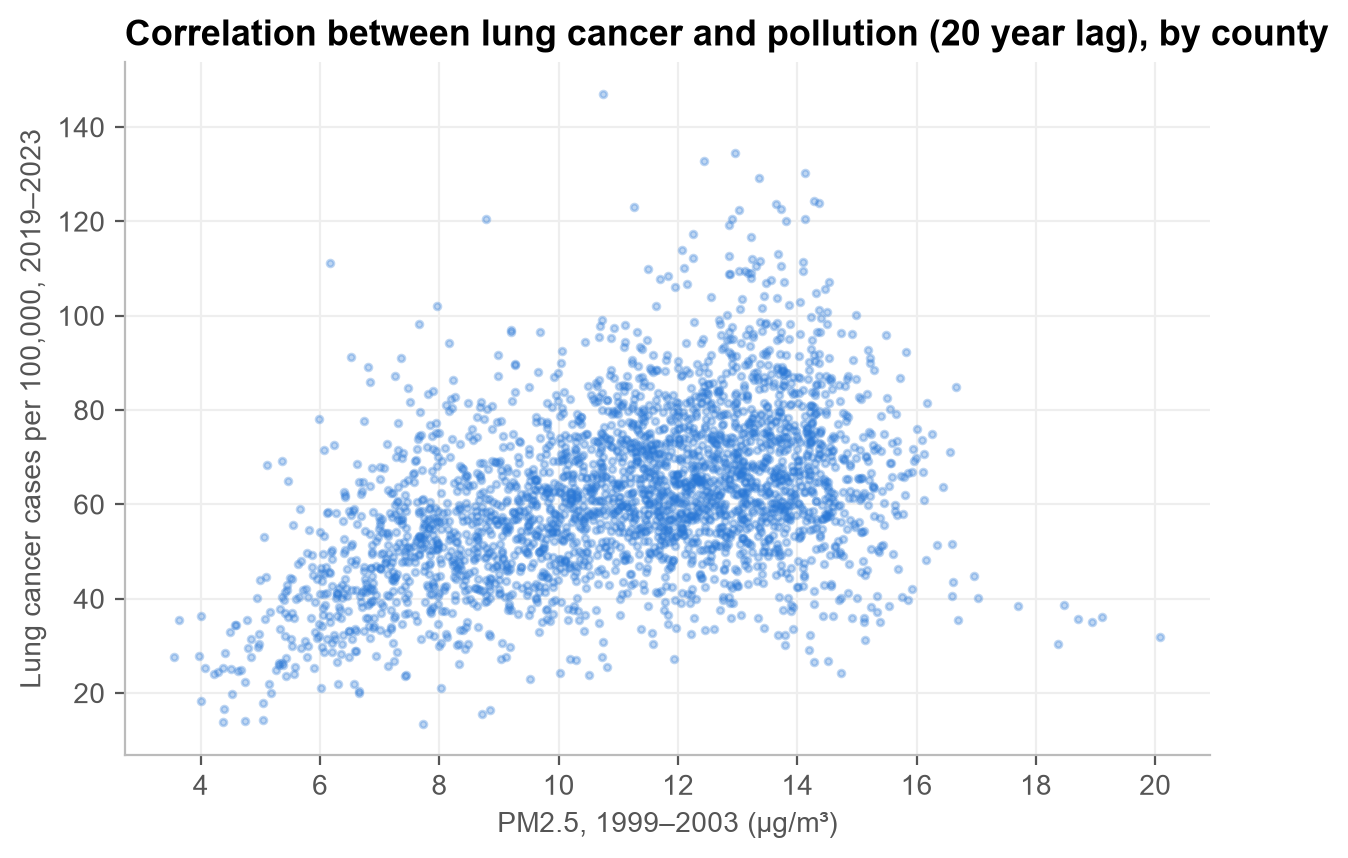 Correlation between lung cancer and pollution (20 year lag), by county
Lung cancer cases per 100,000, 2019–2023
140
120
100
80
60
40
20
4 6 8 10 12 14 16 18 20
PM2.5, 1999–2003 (µg/m³)